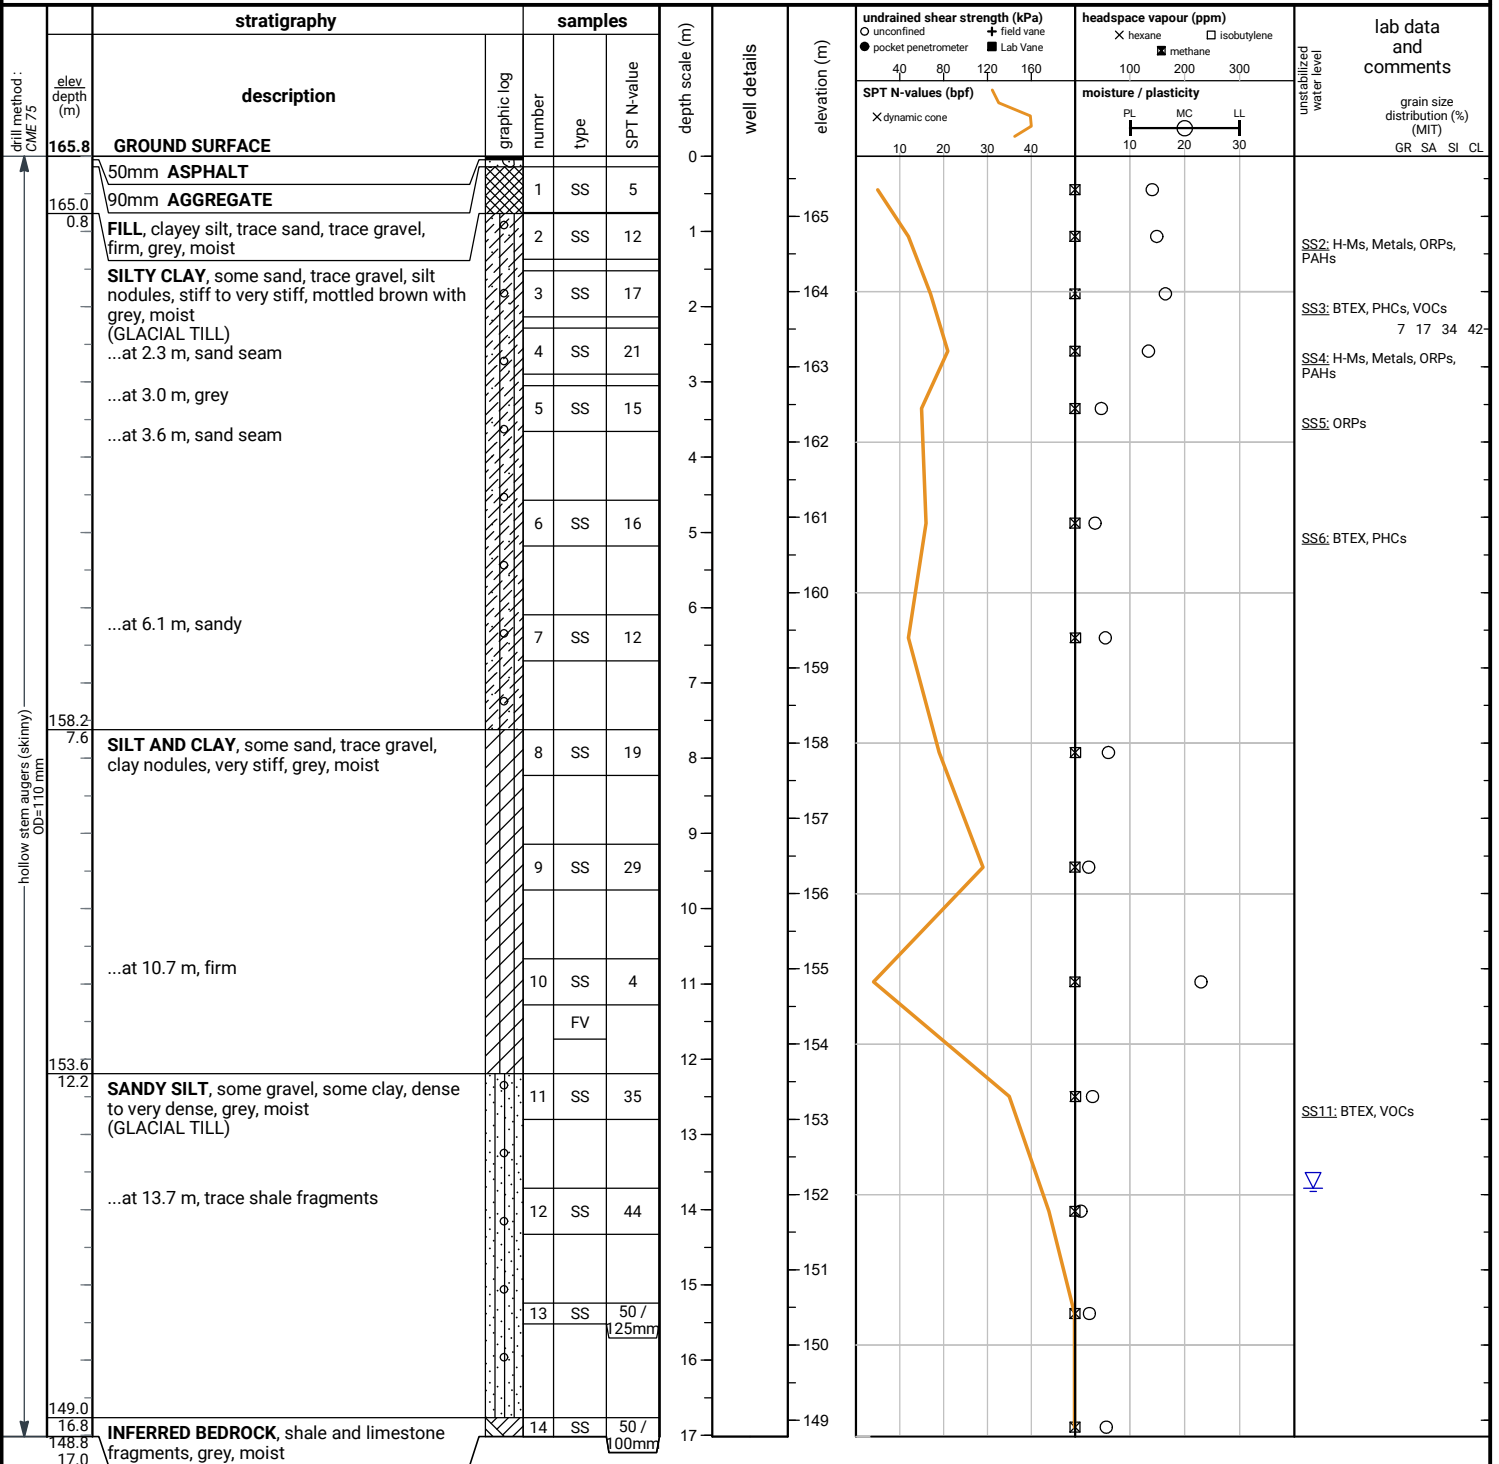 stratigraphy
samples
drill method :
CME 75
elev
depth
(m)
description
graphic log
number
type
SPT N-value
depth scale (m)
well details
elevation (m)
undrained shear strength (kPa)
unconfined
field vane
pocket penetrometer
Lab Vane
40 80 120 160
SPT N-values (bpf)
dynamic cone
10 20 30 40
headspace vapour (ppm)
hexane
isobutylene
methane
100 200 300
moisture / plasticity
PL MC LL
10 20 30
unstabilized
water level
lab data
and
comments
grain size
distribution (%)
(MIT)
GR SA SI CL
165.8 GROUND SURFACE
50mm ASPHALT
90mm AGGREGATE
165.0
0.8
FILL, clayey silt, trace sand, trace gravel,
firm, grey, moist
SILTY CLAY, some sand, trace gravel, silt
nodules, stiff to very stiff, mottled brown with
grey, moist
(GLACIAL TILL)
...at 2.3 m, sand seam
...at 3.0 m, grey
...at 3.6 m, sand seam
...at 6.1 m, sandy
158.2
7.6
SILT AND CLAY, some sand, trace gravel,
clay nodules, very stiff, grey, moist
...at 10.7 m, firm
153.6
12.2
SANDY SILT, some gravel, some clay, dense
to very dense, grey, moist
(GLACIAL TILL)
...at 13.7 m, trace shale fragments
149.0
16.8
INFERRED BEDROCK, shale and limestone
fragments, grey, moist
148.8
17.0
hollow stem augers (skinny)
OD=110 mm
1 SS 5
2 SS 12
3 SS 17
4 SS 21
5 SS 15
6 SS 16
7 SS 12
8 SS 19
9 SS 29
10 SS 4
FV
11 SS 35
12 SS 44
13 SS 50 /
125mm
14 SS 50 /
100mm
0
1
2
3
4
5
6
7
8
9
10
11
12
13
14
15
16
17
165
164
163
162
161
160
159
158
157
156
155
154
153
152
151
150
149
SS2: H-Ms, Metals, ORPs,
PAHs
SS3: BTEX, PHCs, VOCs
7 17 34 42
SS4: H-Ms, Metals, ORPs,
PAHs
SS5: ORPs
SS6: BTEX, PHCs
SS11: BTEX, VOCs